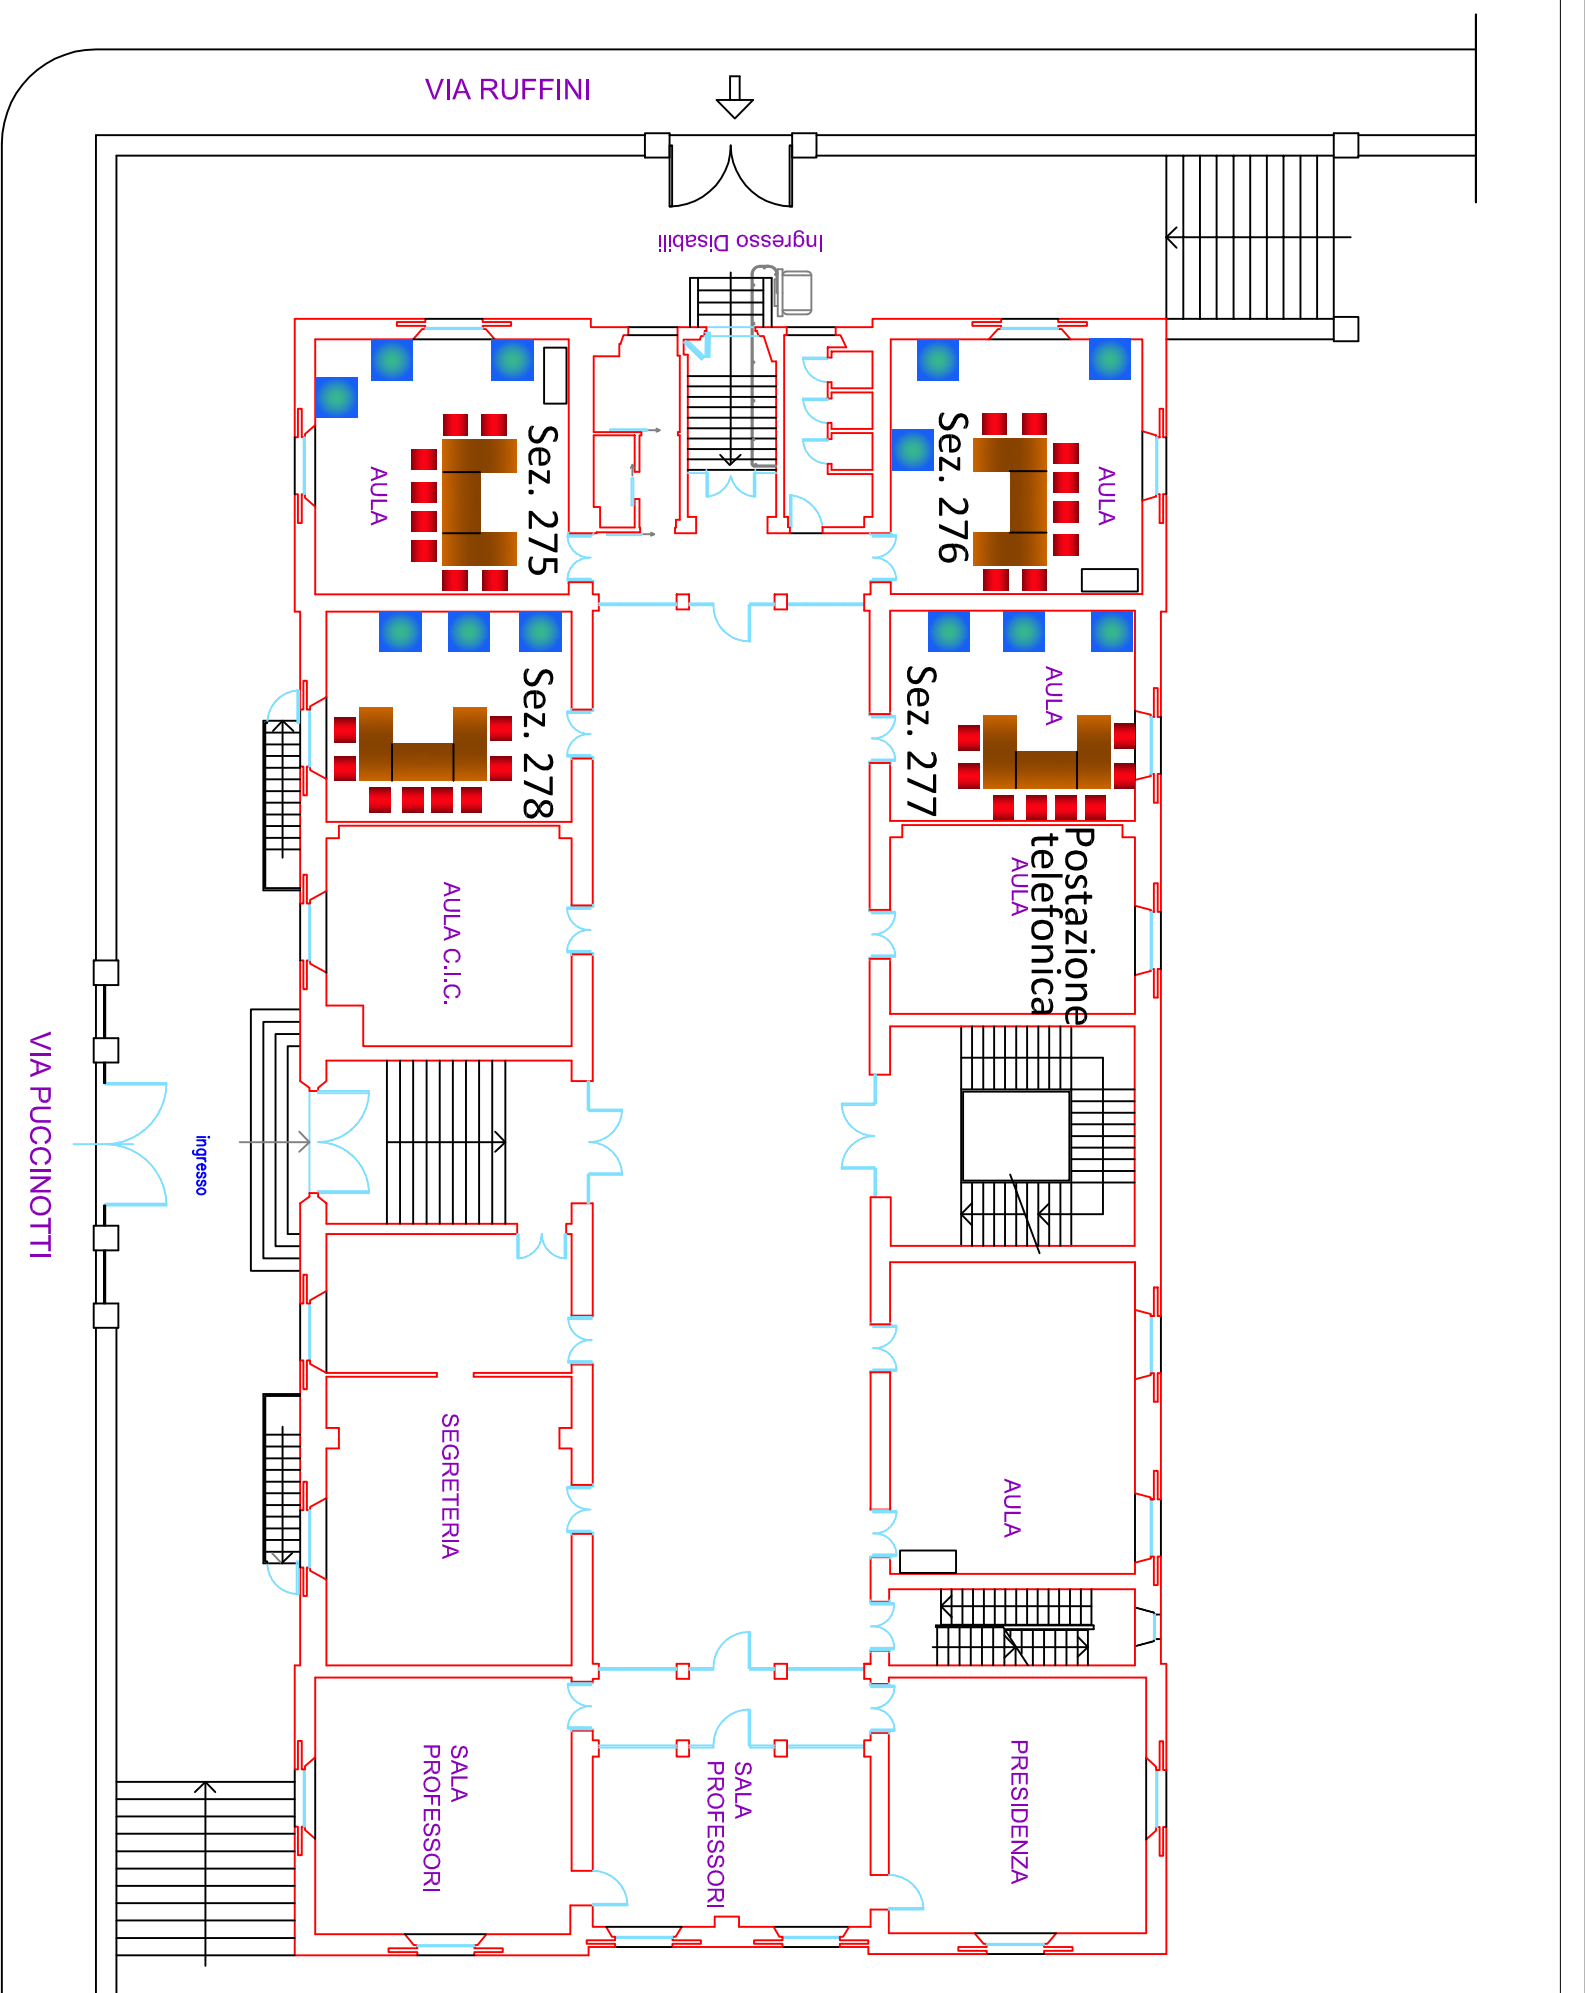 VIA RUFFINI
Ingresso Disabili
Sez. 275
AULA
Sez. 276
AULA
Sez. 278
Sez. 277
AULA
AULA C.I.C.
Postazione
telefonica
AULA
VIA PUCCINOTTI
ingresso
SEGRETERIA
AULA
SALA
PROFESSORI
SALA
PROFESSORI
PRESIDENZA